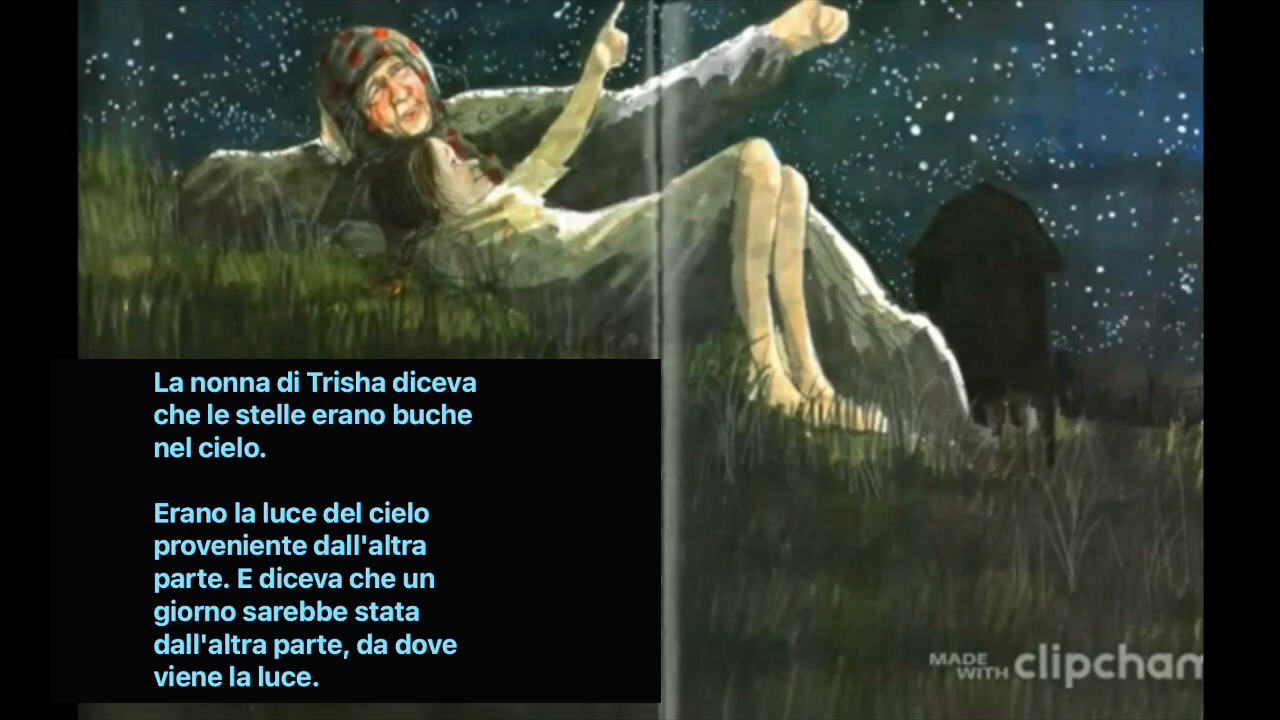 La nonna di Trisha diceva
che le stelle erano buche
nel cielo.
Erano la luce del cielo
proveniente dall'altra
parte. E diceva che un
giorno sarebbe stata
dall'altra parte, da dove
viene la luce.
MADE WITH clipcham